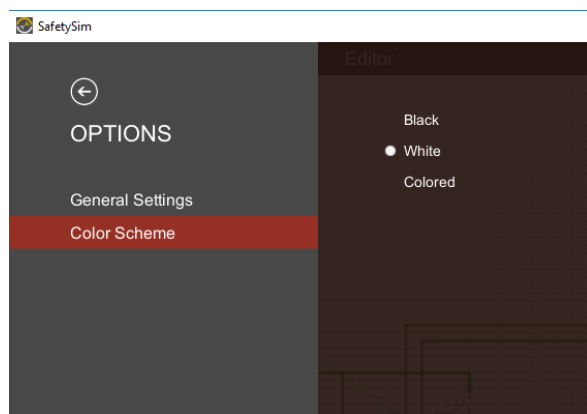 SafetySim
Editor
OPTIONS
General Settings
Color Scheme
Black
White
Colored